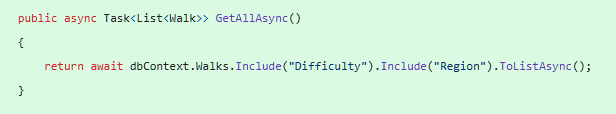 public async Task<List<Walk>> GetAllAsync()
{
return await dbContext.Walks.Include("Difficulty").Include("Region").ToListAsync();
}